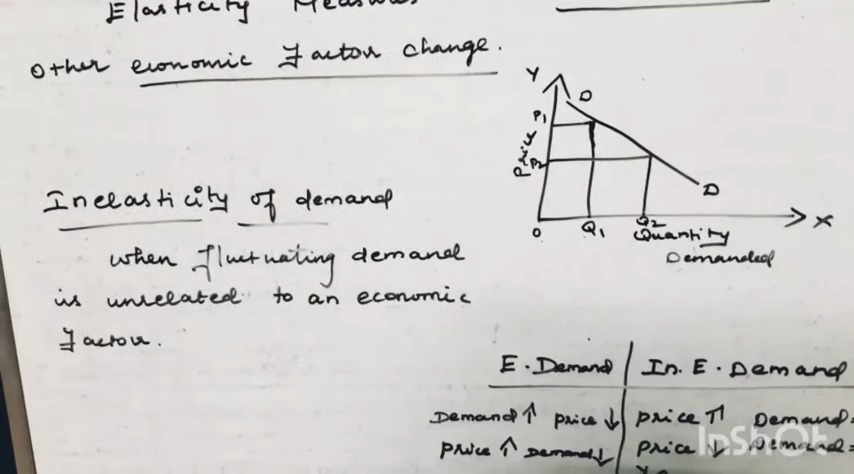 Elasticity Measures
other economic Factor change.
Y
D
P1
Price
P2
D
O
Q1
Q2
X
Quantity
Demanded
Inelasticity of demand
when fluctuating demand
is unrelated to an economic
Factor.
E. Demand | In. E. Demand
Demand ↑ price ↓ | price ↑ Demand =
price ↑ Demand ↓ | price ↓ Demand =
InShOt